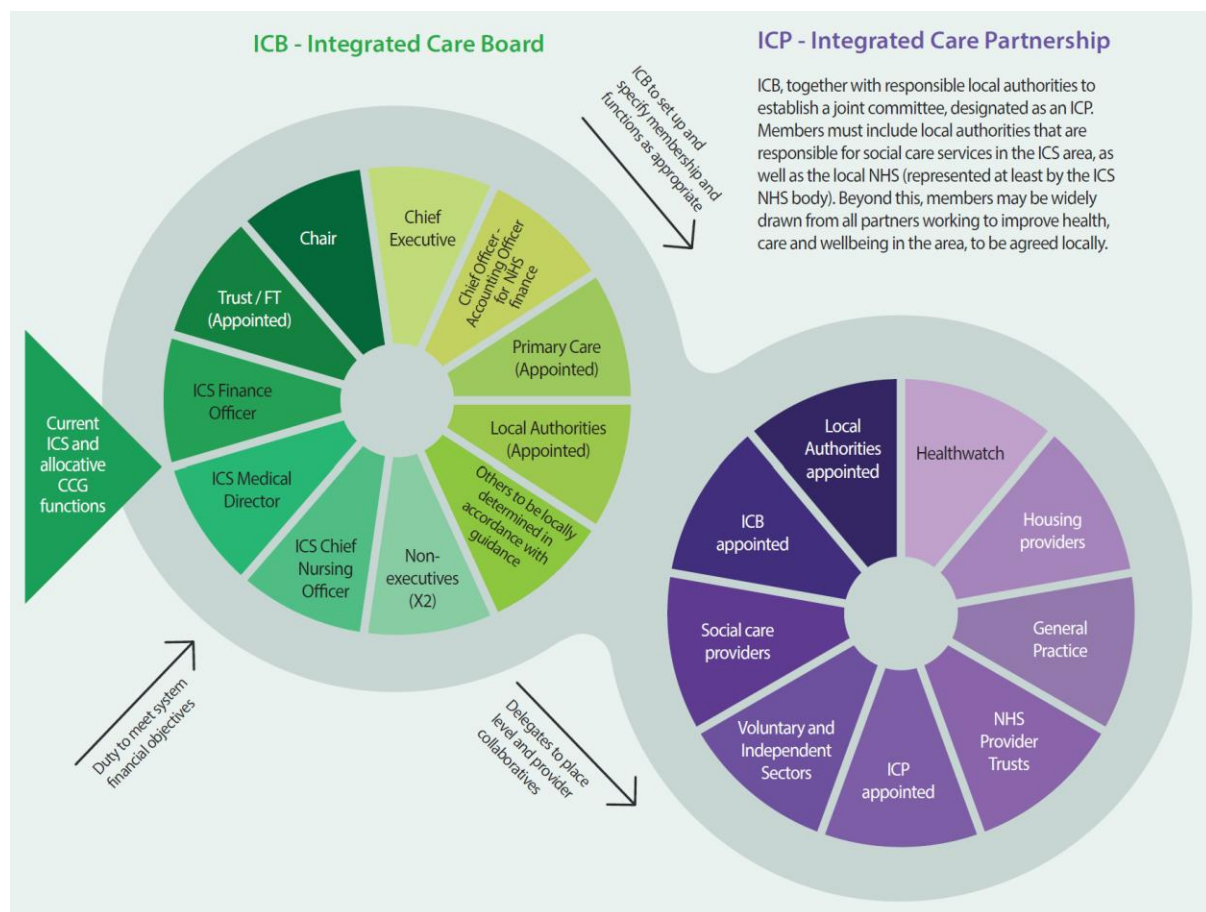 ICB - Integrated Care Board
ICP - Integrated Care Partnership
ICB, together with responsible local authorities to
establish a joint committee, designated as an ICP.
Members must include local authorities that are
responsible for social care services in the ICS area, as
well as the local NHS (represented at least by the ICS
NHS body). Beyond this, members may be widely
drawn from all partners working to improve health,
care and wellbeing in the area, to be agreed locally.
ICB to set up and
specify membership and
functions as appropriate
Chair
Chief
Executive
Chief Officer -
Accounting Officer
for NHS
finance
Primary Care
(Appointed)
Local Authorities
(Appointed)
Others to be locally
determined in
accordance with
guidance
Non-
executives
(X2)
ICS Chief
Nursing
Officer
ICS Medical
Director
ICS Finance
Officer
Trust / FT
(Appointed)
Current
ICS and
allocative
CCG
functions
Duty to meet system
financial objectives
Delegates to place
level and provider
collaboratives
Local
Authorities
appointed
Healthwatch
Housing
providers
General
Practice
NHS
Provider
Trusts
ICP
appointed
Voluntary and
Independent
Sectors
Social care
providers
ICB
appointed